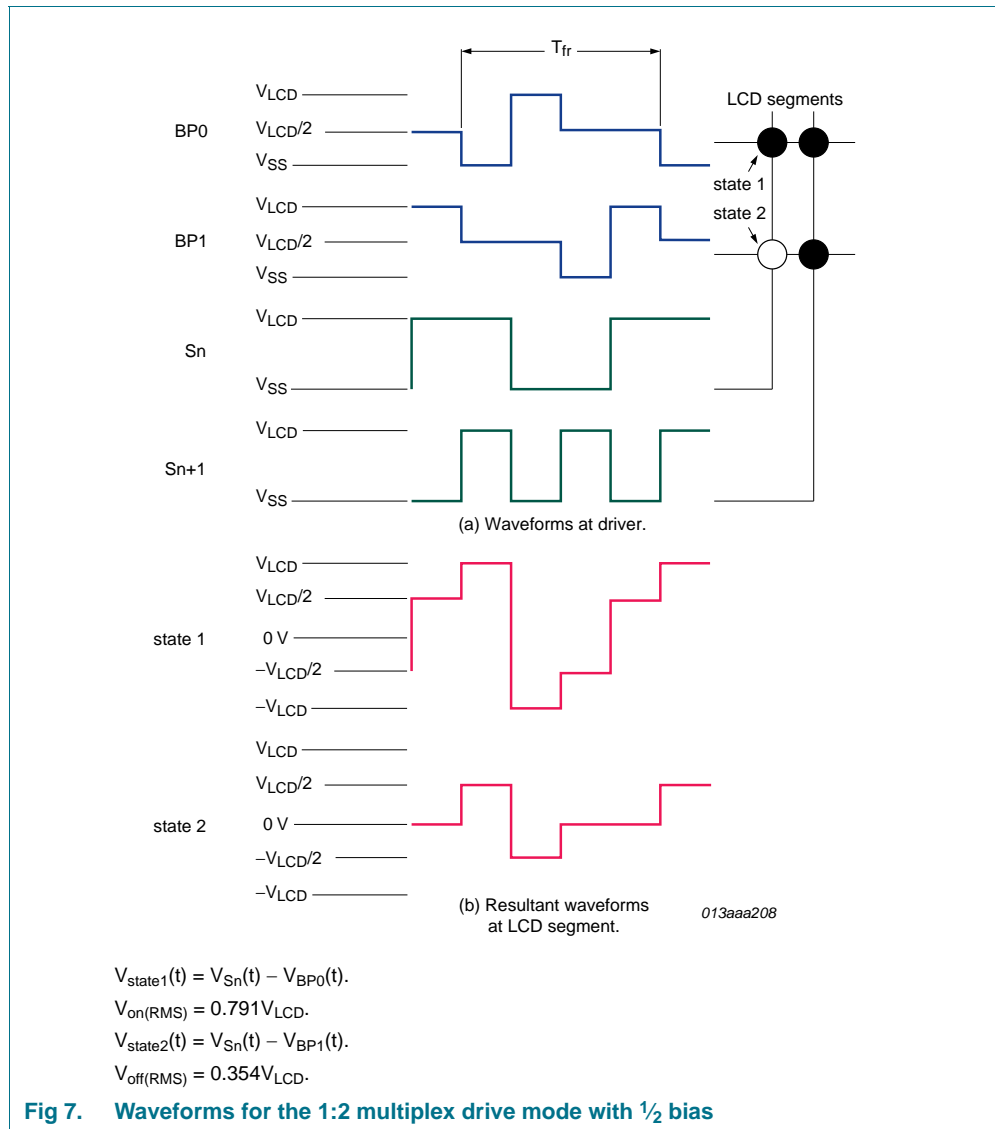 Tfr
VLCD
LCD segments
BP0
VLCD/2
VSS
state 1
VLCD
state 2
BP1
VLCD/2
VSS
VLCD
Sn
VSS
VLCD
Sn+1
VSS
(a) Waveforms at driver.
VLCD
VLCD/2
state 1
0 V
−VLCD/2
−VLCD
VLCD
VLCD/2
state 2
0 V
−VLCD/2
−VLCD
(b) Resultant waveforms
at LCD segment.
013aaa208
Vstate1(t) = VSn(t) − VBP0(t).
Von(RMS) = 0.791VLCD.
Vstate2(t) = VSn(t) − VBP1(t).
Voff(RMS) = 0.354VLCD.
Fig 7. Waveforms for the 1:2 multiplex drive mode with 1⁄2 bias